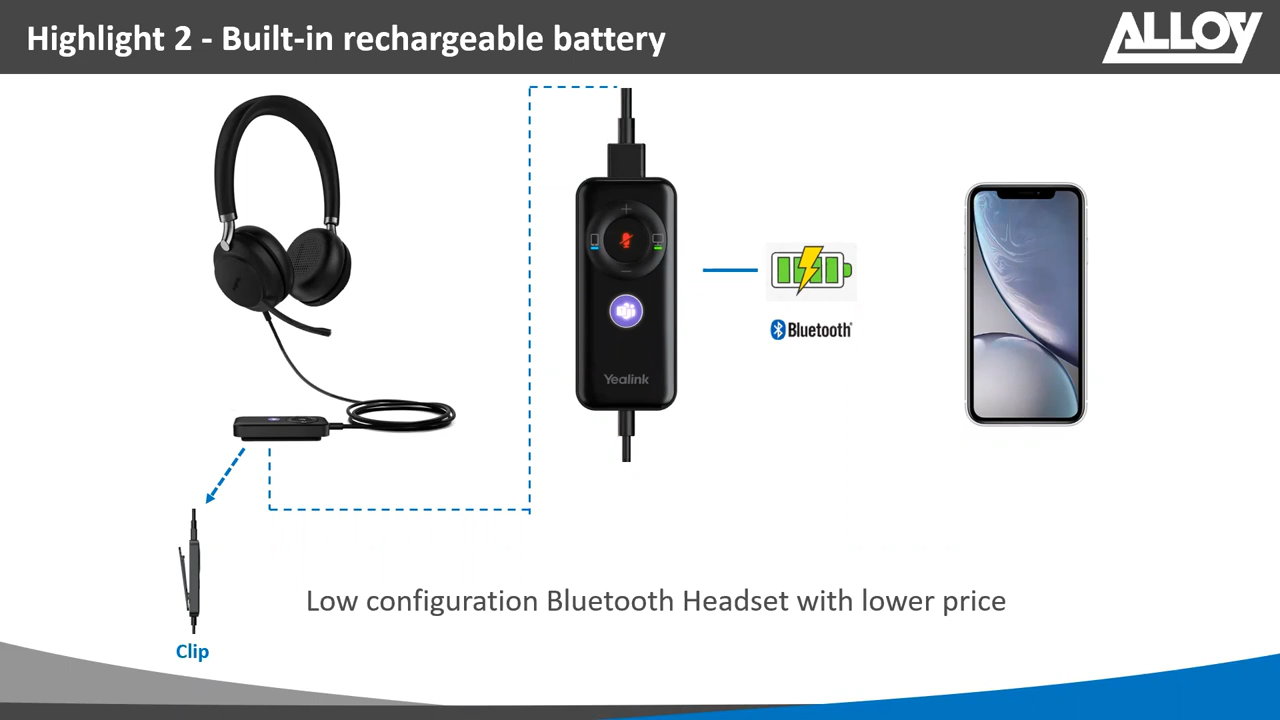 Highlight 2 - Built-in rechargeable battery
ALLOY
Yealink
Bluetooth®
Low configuration Bluetooth Headset with lower price
Clip